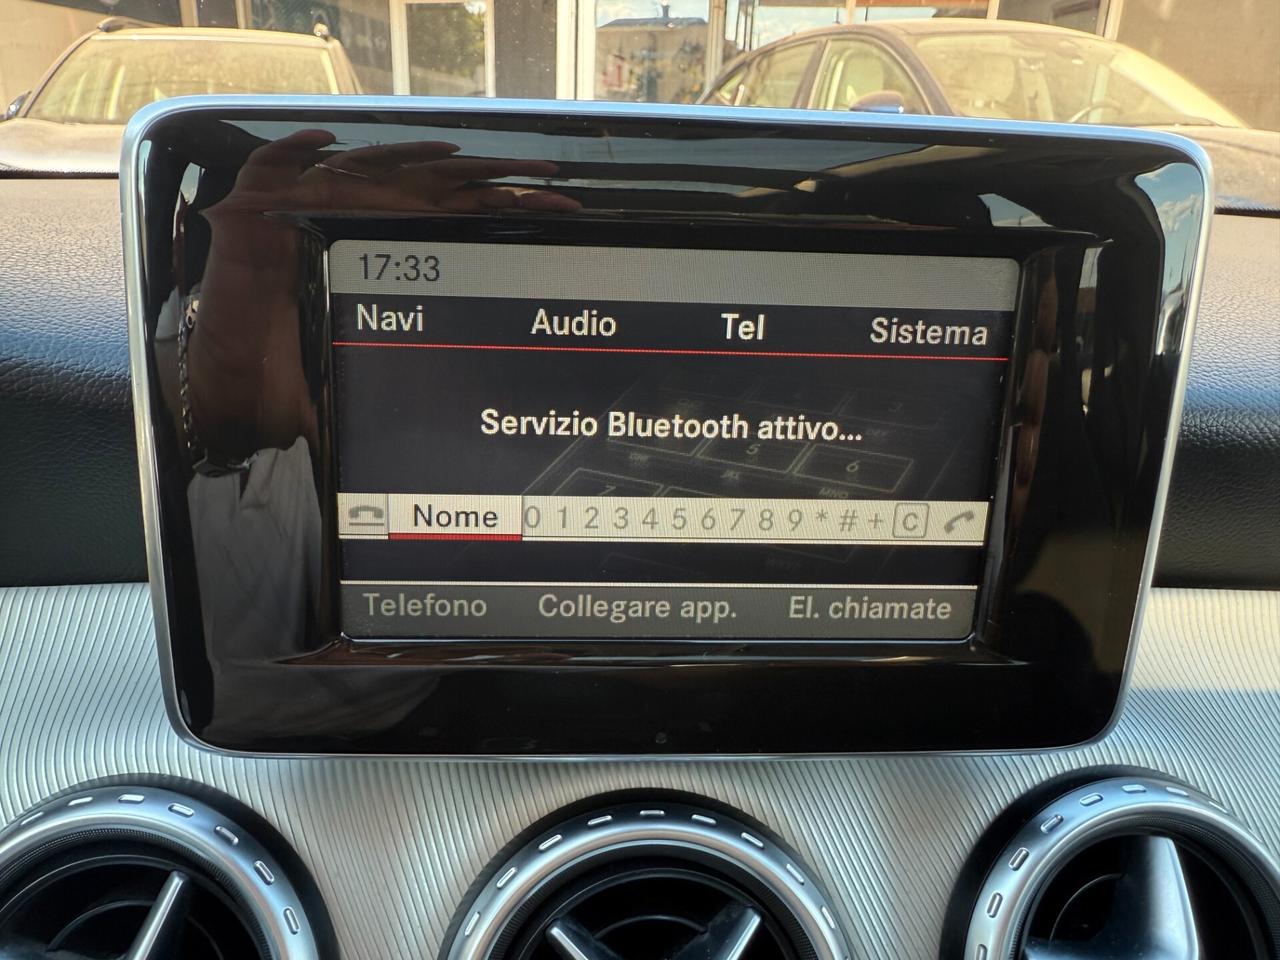 17:33
Navi Audio Tel Sistema
Servizio Bluetooth attivo...
Nome 0 1 2 3 4 5 6 7 8 9 * # + C
Telefono Collegare app. El. chiamate